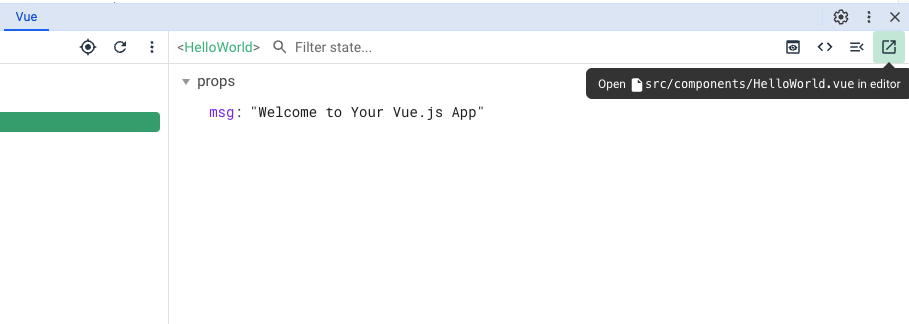 Vue
<HelloWorld> Filter state...
props
Open src/components/HelloWorld.vue in editor
msg: "Welcome to Your Vue.js App"